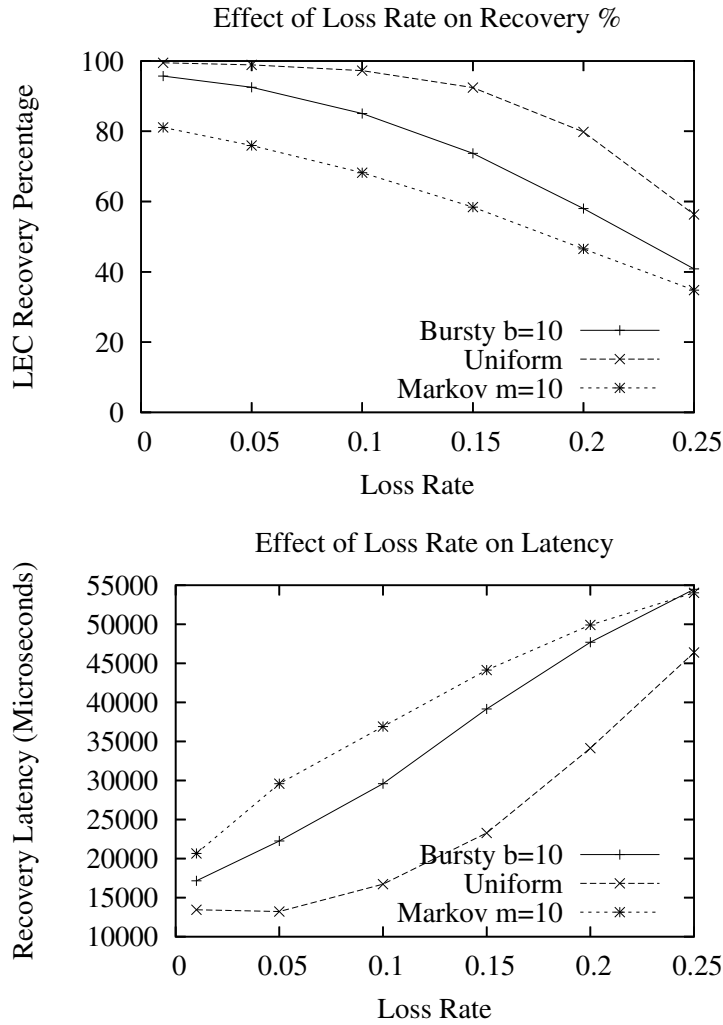 Effect of Loss Rate on Recovery %
LEC Recovery Percentage
100
80
60
40
20
0
Bursty b=10
Uniform
Markov m=10
0 0.05 0.1 0.15 0.2 0.25
Loss Rate
Effect of Loss Rate on Latency
Recovery Latency (Microseconds)
55000
50000
45000
40000
35000
30000
25000
20000
15000
10000
Bursty b=10
Uniform
Markov m=10
0 0.05 0.1 0.15 0.2 0.25
Loss Rate